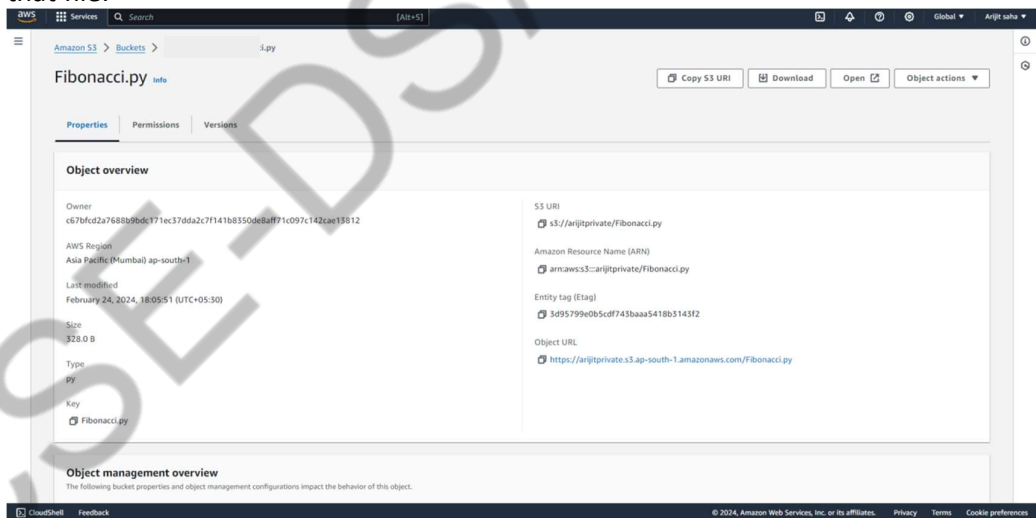 that file.
aws Services Search [Alt+S] Global Arijit saha
Amazon S3 > Buckets > i.py
Fibonacci.py Info
Copy S3 URI Download Open Object actions
Properties Permissions Versions
Object overview
Owner
c67bfcd2a7688b9bdc171ec37dda2c7f141b8350de8aff71c097c142cae13812
AWS Region
Asia Pacific (Mumbai) ap-south-1
Last modified
February 24, 2024, 18:05:51 (UTC+05:30)
Size
328.0 B
Type
py
Key
Fibonacci.py
S3 URI
s3://arijitprivate/Fibonacci.py
Amazon Resource Name (ARN)
arn:aws:s3:::arijitprivate/Fibonacci.py
Entity tag (Etag)
3d95799e0b5cdf743baaa5418b3143f2
Object URL
https://arijitprivate.s3.ap-south-1.amazonaws.com/Fibonacci.py
Object management overview
The following bucket properties and object management configurations impact the behavior of this object.
CloudShell Feedback © 2024, Amazon Web Services, Inc. or its affiliates. Privacy Terms Cookie preferences